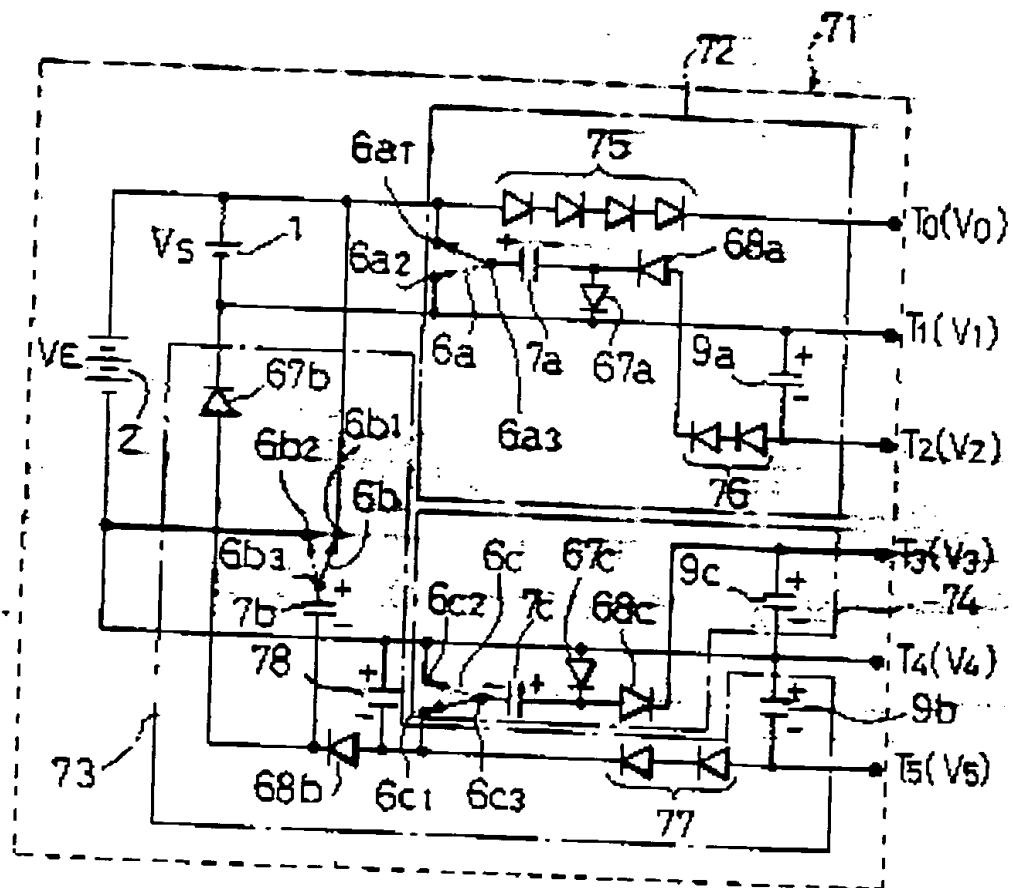 71
72
75
6a1
T0(V0)
VS
1
6a2
+
68a
T1(V1)
VE
67b
6a
7a
67a
9a
+
-
2
6b1
6a3
6b2
T2(V2)
76
6b
6b3
6c
67c
T3(V3)
9c
+
7b
+
-
6c2
7c
68c
-
74
78
+
T4(V4)
+
-
+
-
9b
73
T5(V5)
68b
6c1
6c3
77